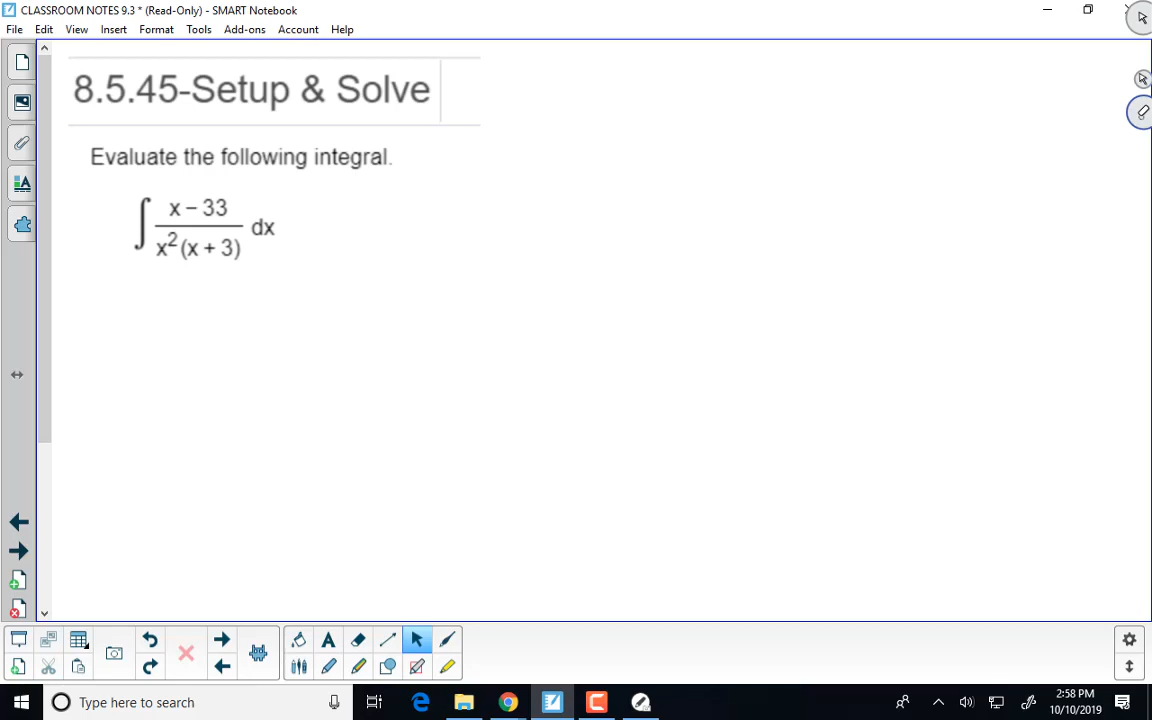 CLASSROOM NOTES 9.3 * (Read-Only) - SMART Notebook
File Edit View Insert Format Tools Add-ons Account Help
8.5.45-Setup & Solve
Evaluate the following integral.
∫ (x − 33)/(x²(x + 3)) dx
Type here to search
2:58 PM
10/10/2019